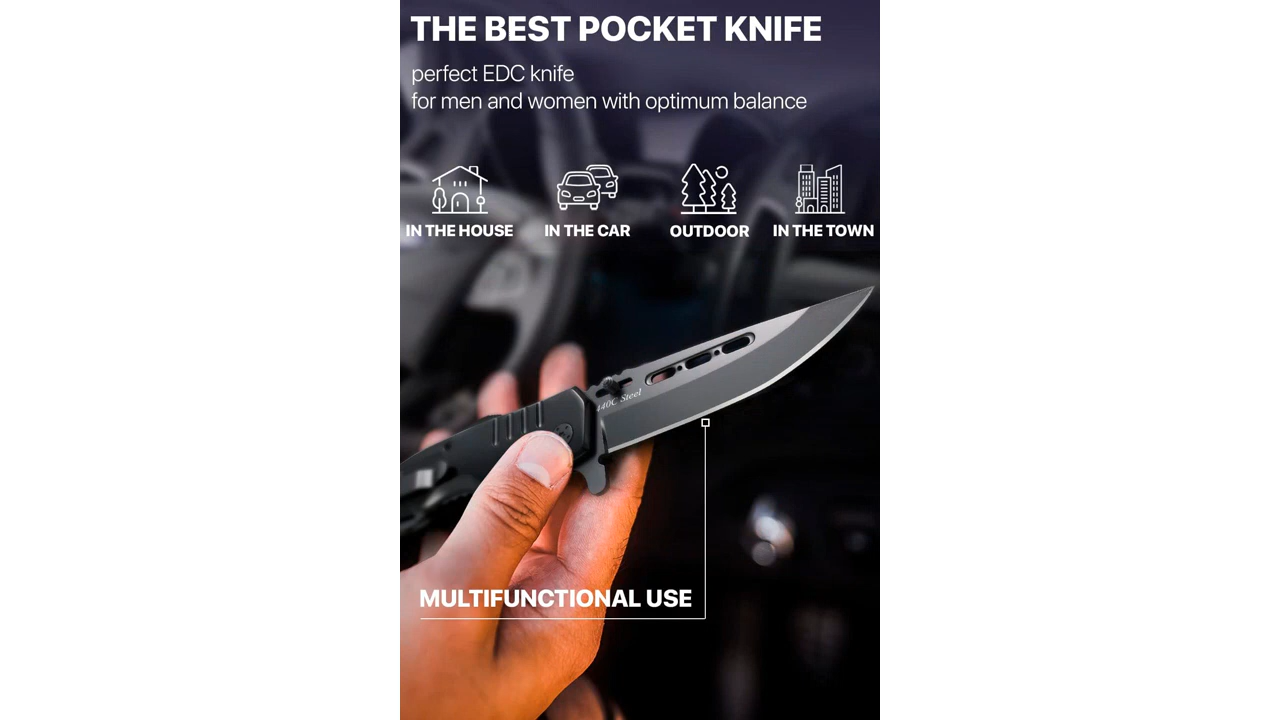 THE BEST POCKET KNIFE
perfect EDC knife
for men and women with optimum balance
IN THE HOUSE
IN THE CAR
OUTDOOR
IN THE TOWN
440C Steel
MULTIFUNCTIONAL USE